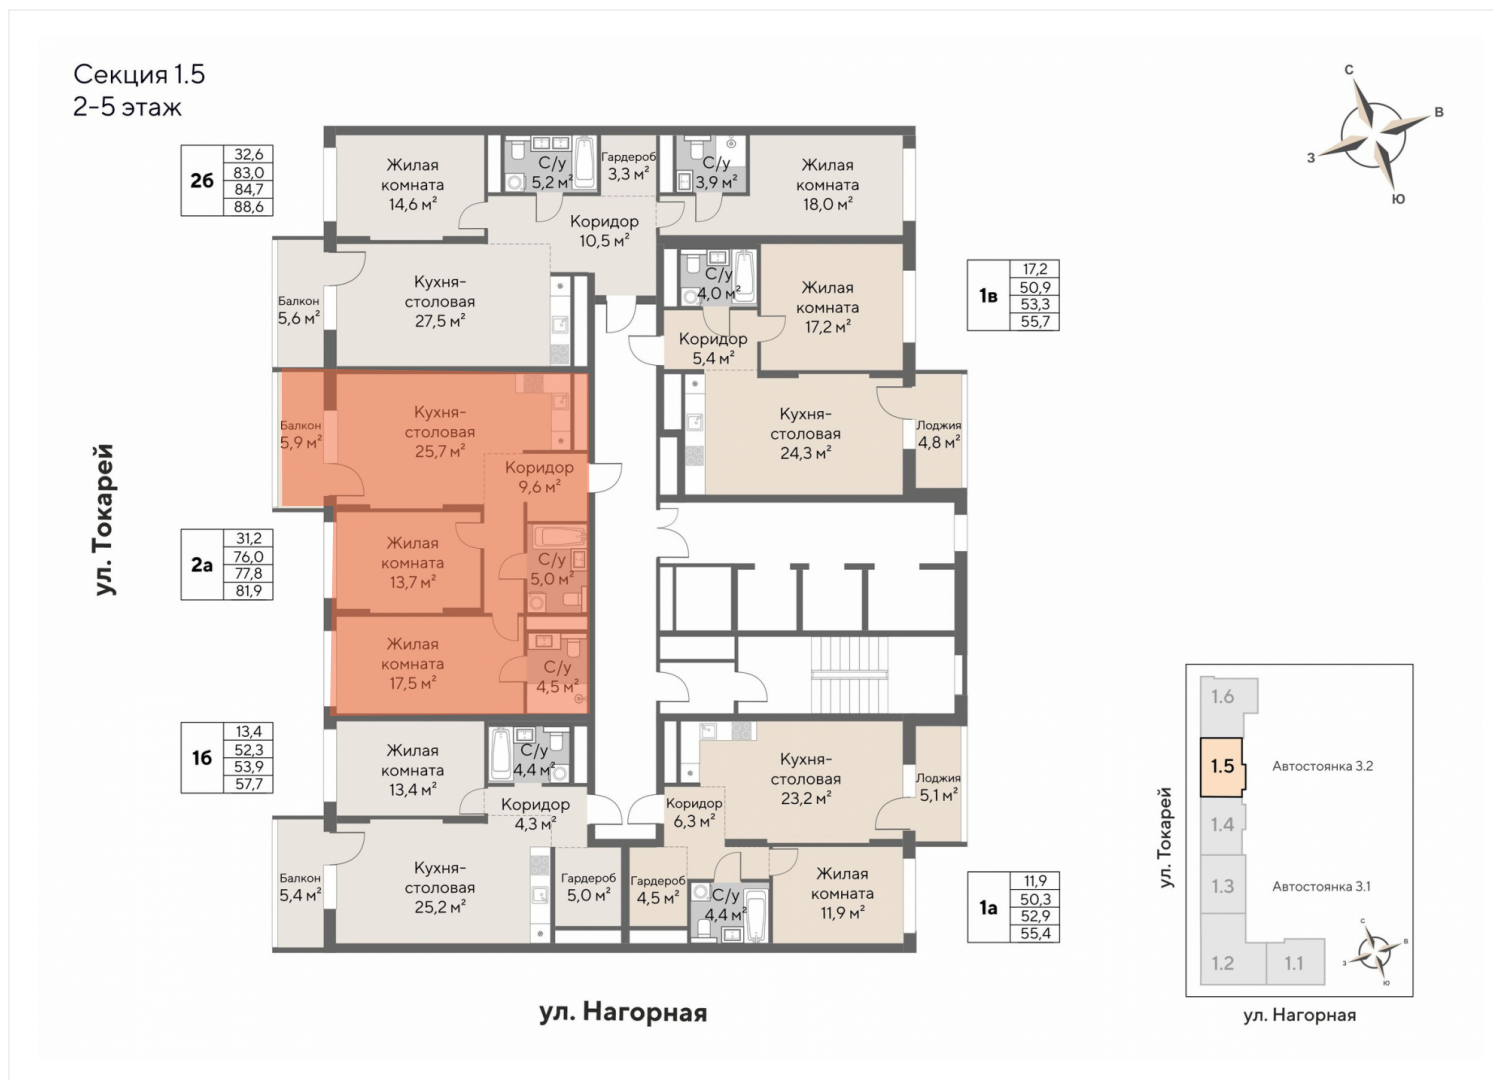 Секция 1.5
2-5 этаж
С
В
З
Ю
2б
32,6
83,0
84,7
88,6
Жилая
комната
14,6 м²
С/у
5,2 м²
Гардероб
3,3 м²
С/у
3,9 м²
Жилая
комната
18,0 м²
Коридор
10,5 м²
Балкон
5,6 м²
Кухня-
столовая
27,5 м²
С/у
4,0 м²
Жилая
комната
17,2 м²
Коридор
5,4 м²
1в
17,2
50,9
53,3
55,7
Балкон
5,9 м²
Кухня-
столовая
25,7 м²
Коридор
9,6 м²
Кухня-
столовая
24,3 м²
Лоджия
4,8 м²
ул. Токарей
2а
31,2
76,0
77,8
81,9
Жилая
комната
13,7 м²
С/у
5,0 м²
Жилая
комната
17,5 м²
С/у
4,5 м²
1б
13,4
52,3
53,9
57,7
Жилая
комната
13,4 м²
С/у
4,4 м²
Коридор
4,3 м²
Балкон
5,4 м²
Кухня-
столовая
25,2 м²
Гардероб
5,0 м²
Гардероб
4,5 м²
Коридор
6,3 м²
Кухня-
столовая
23,2 м²
Лоджия
5,1 м²
С/у
4,4 м²
Жилая
комната
11,9 м²
1а
11,9
50,3
52,9
55,4
ул. Нагорная
1.6
1.5
1.4
1.3
1.2
1.1
Автостоянка 3.2
Автостоянка 3.1
ул. Токарей
С
В
З
Ю
ул. Нагорная